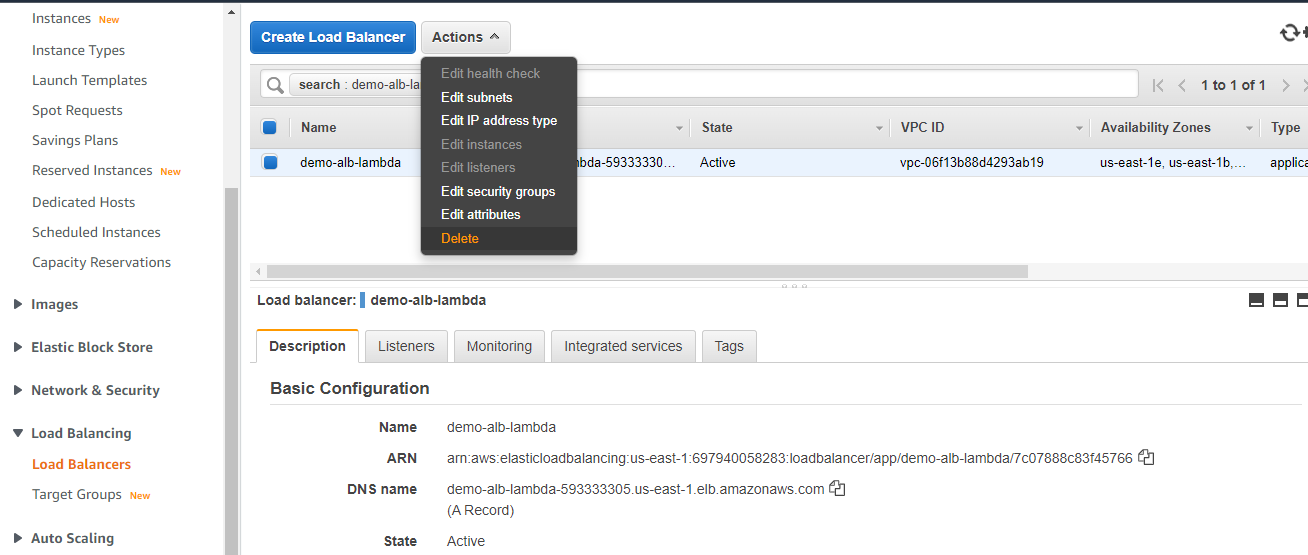 Instances New
Instance Types
Launch Templates
Spot Requests
Savings Plans
Reserved Instances New
Dedicated Hosts
Scheduled Instances
Capacity Reservations
Images
Elastic Block Store
Network & Security
Load Balancing
Load Balancers
Target Groups New
Auto Scaling
Create Load Balancer Actions
search : demo-alb-la
1 to 1 of 1
Edit health check
Edit subnets
Edit IP address type
Edit instances
Edit listeners
Edit security groups
Edit attributes
Delete
Name State VPC ID Availability Zones Type
demo-alb-lambda bda-59333330... Active vpc-06f13b88d4293ab19 us-east-1e, us-east-1b,... applica
Load balancer: demo-alb-lambda
Description Listeners Monitoring Integrated services Tags
Basic Configuration
Name demo-alb-lambda
ARN arn:aws:elasticloadbalancing:us-east-1:697940058283:loadbalancer/app/demo-alb-lambda/7c07888c83f45766
DNS name demo-alb-lambda-593333305.us-east-1.elb.amazonaws.com
(A Record)
State Active